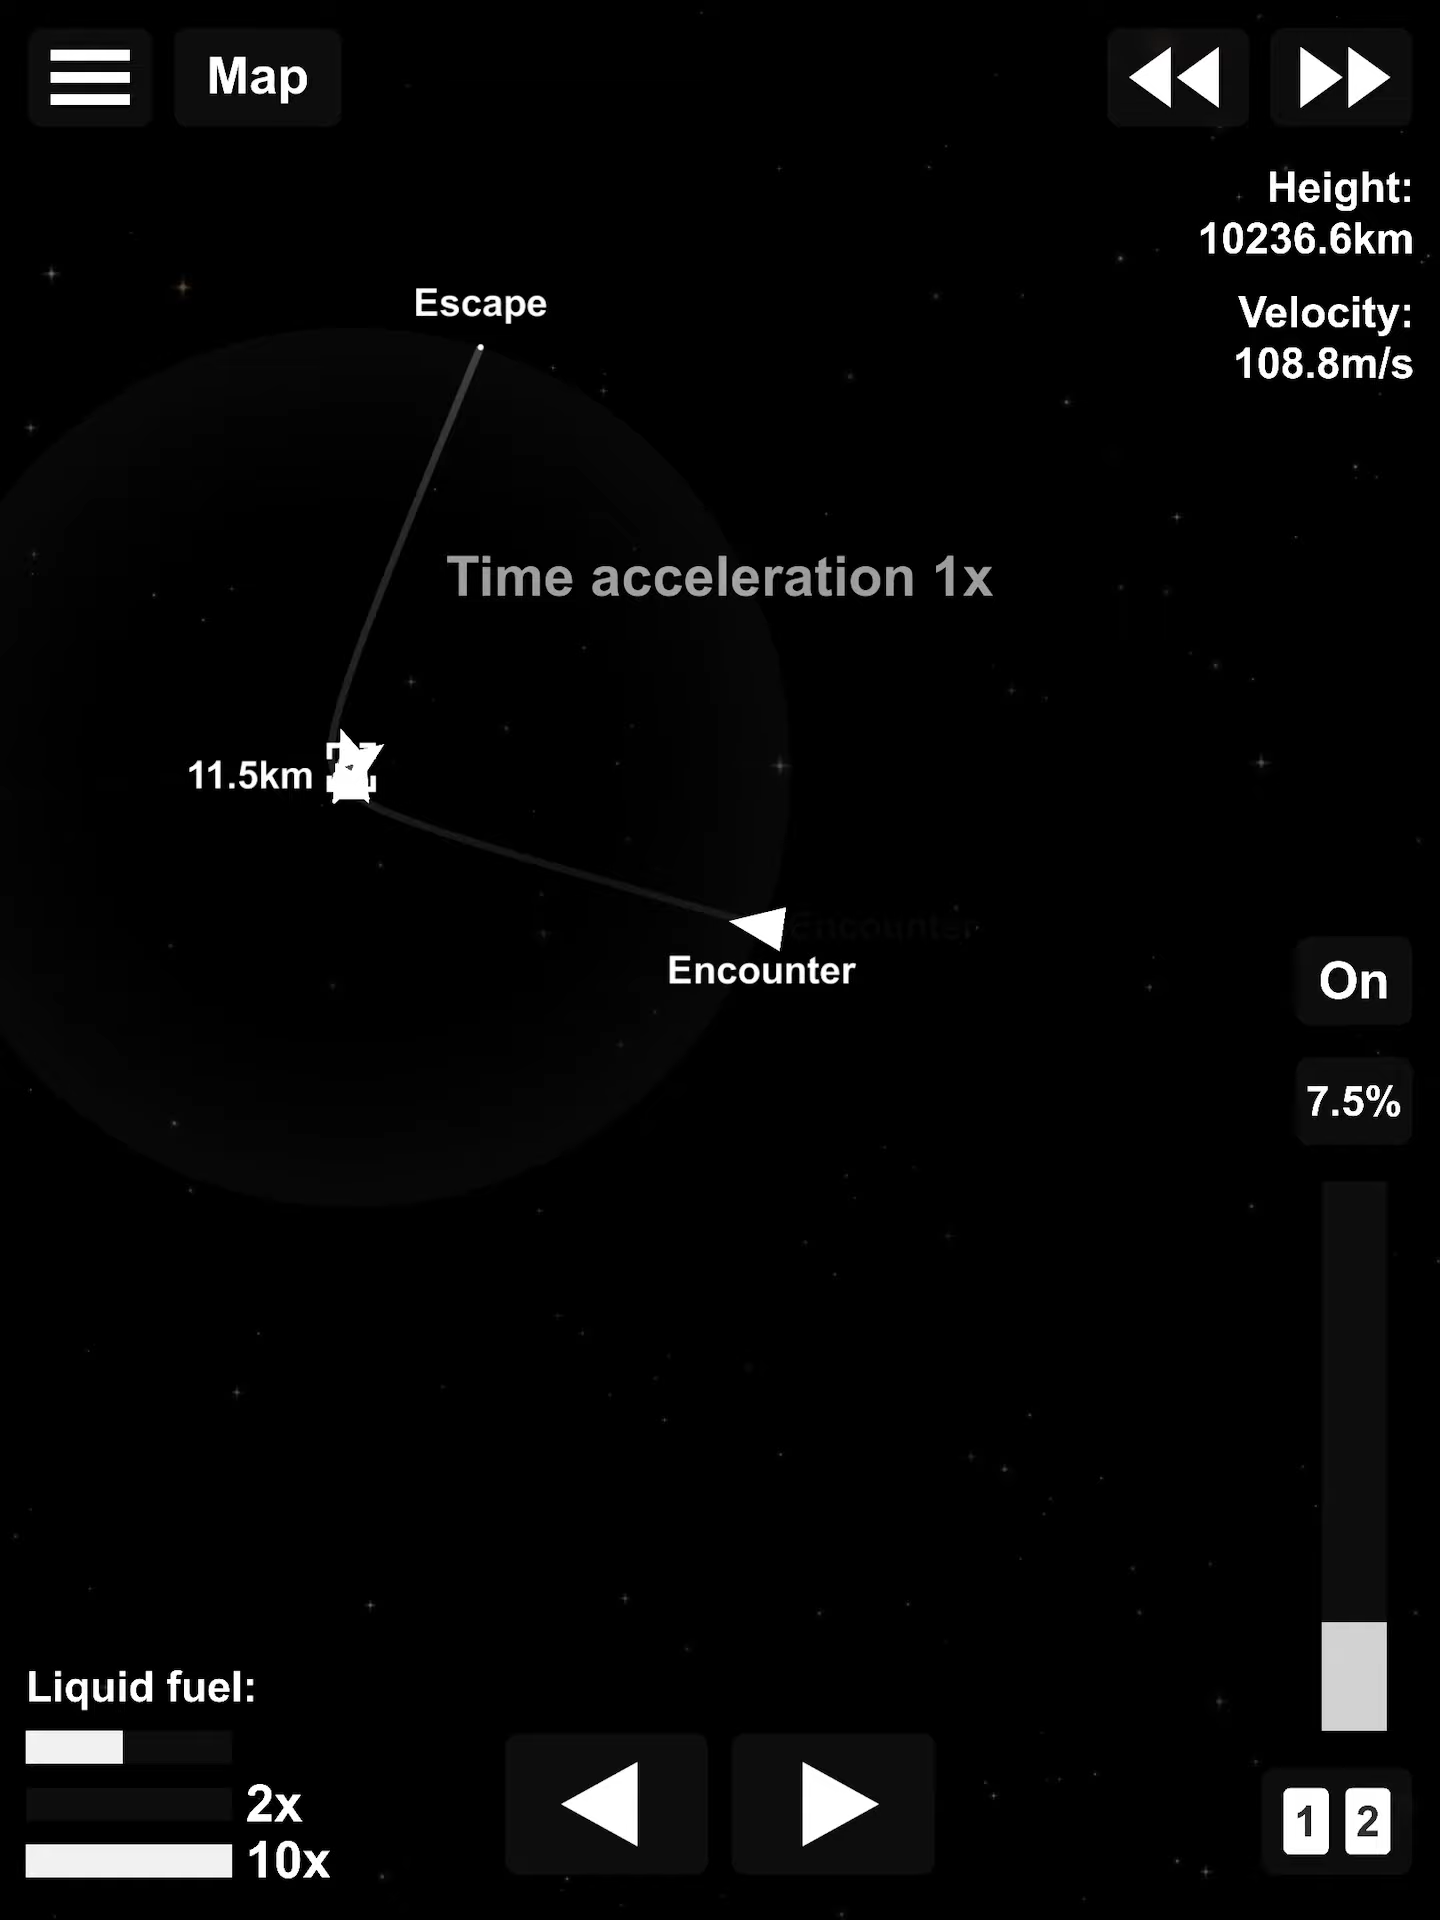 Map
Height:
10236.6km
Velocity:
108.8m/s
Escape
Time acceleration 1x
11.5km
Encounter
Encounter
On
7.5%
Liquid fuel:
2x
10x
1 2